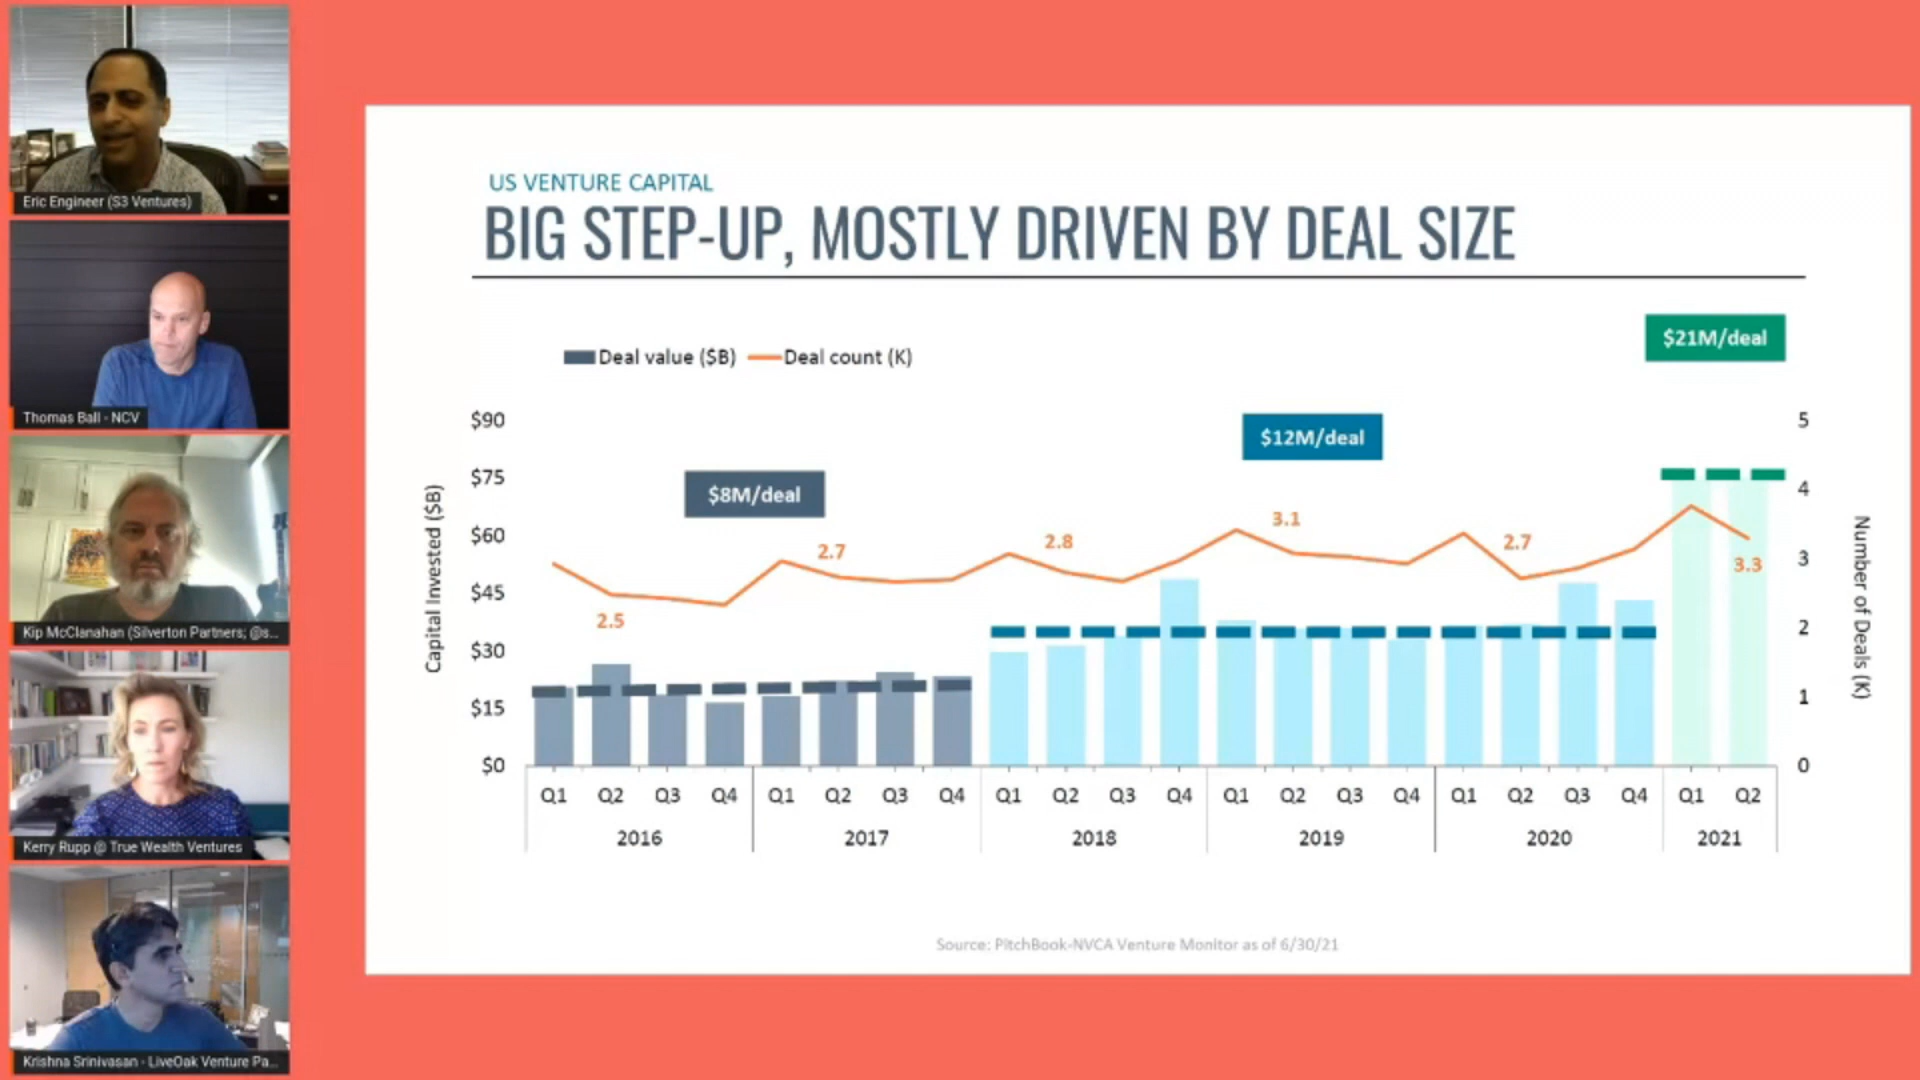 Eric Engineer (S3 Ventures)
Thomas Ball - NCV
Kip McClanahan (Silverton Partners; @s...
Kerry Rupp @ True Wealth Ventures
Krishna Srinivasan - LiveOak Venture Pa...
US VENTURE CAPITAL
BIG STEP-UP, MOSTLY DRIVEN BY DEAL SIZE
Deal value ($B) Deal count (K)
$21M/deal
$12M/deal
$8M/deal
Capital Invested ($B)
$90
$75
$60
$45
$30
$15
$0
2.5
2.7
2.8
3.1
2.7
3.3
5
4
3
2
1
0
Number of Deals (K)
Q1 Q2 Q3 Q4 Q1 Q2 Q3 Q4 Q1 Q2 Q3 Q4 Q1 Q2 Q3 Q4 Q1 Q2 Q3 Q4 Q1 Q2
2016 2017 2018 2019 2020 2021
Source: PitchBook-NVCA Venture Monitor as of 6/30/21